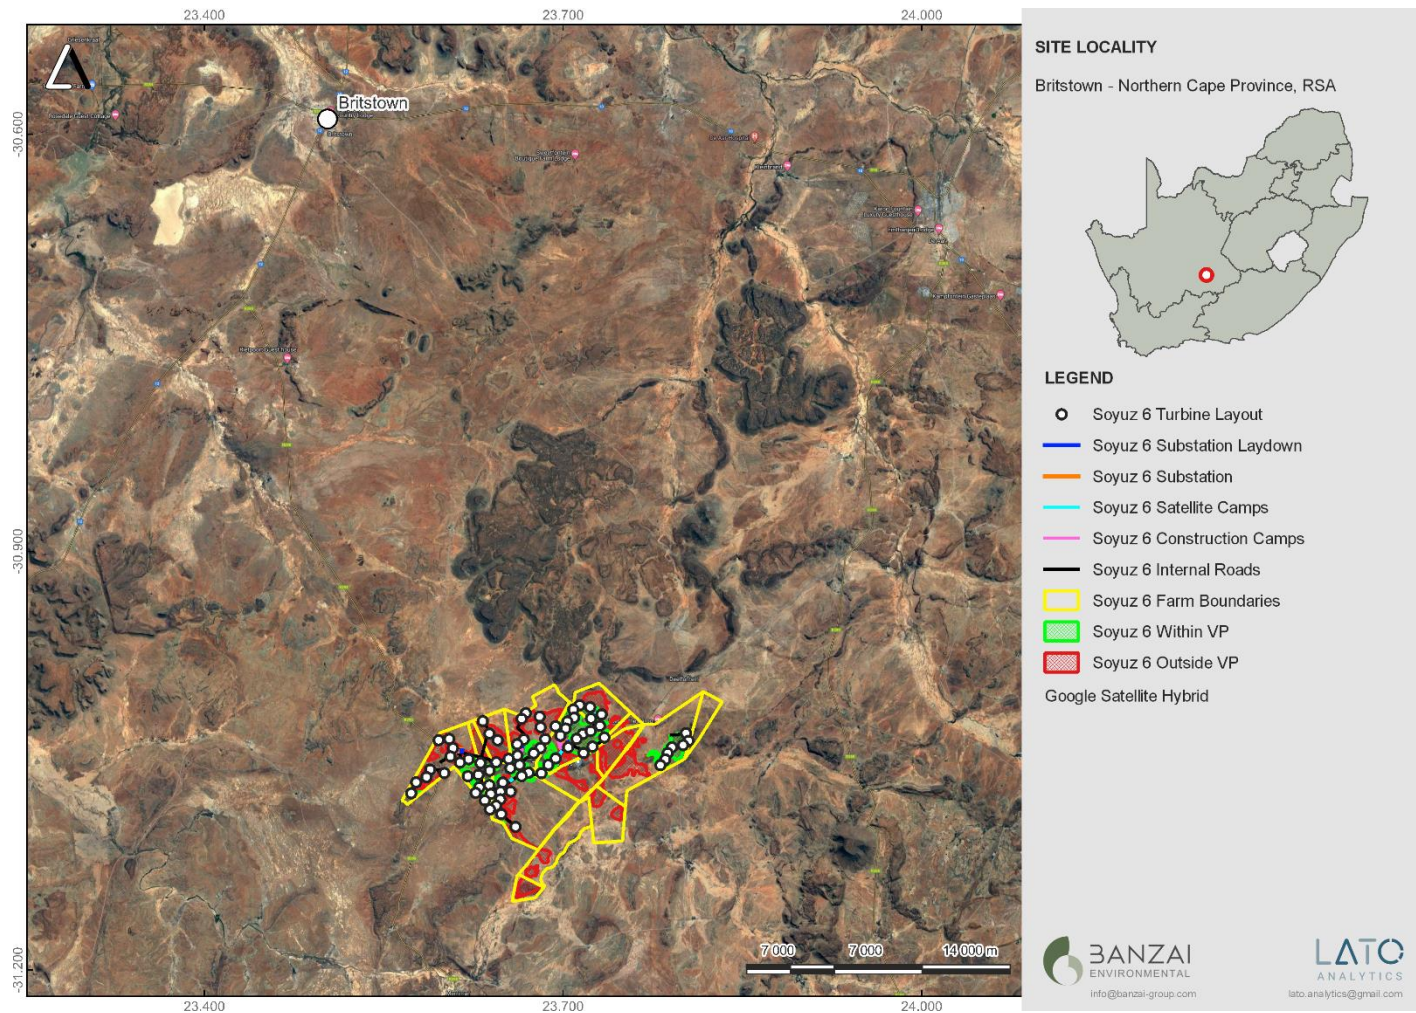 23.400 23.700 24.000
-30.600
-30.900
-31.200
Britstown
7 000 7 000 14 000 m
23.400 23.700 24.000
SITE LOCALITY
Britstown - Northern Cape Province, RSA
LEGEND
Soyuz 6 Turbine Layout
Soyuz 6 Substation Laydown
Soyuz 6 Substation
Soyuz 6 Satellite Camps
Soyuz 6 Construction Camps
Soyuz 6 Internal Roads
Soyuz 6 Farm Boundaries
Soyuz 6 Within VP
Soyuz 6 Outside VP
Google Satellite Hybrid
BANZAI
ENVIRONMENTAL
info@banzai-group.com
LATO
ANALYTICS
lato.analytics@gmail.com